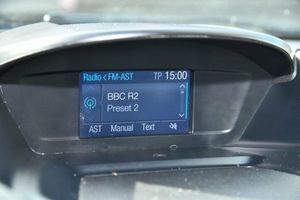 Radio < FM-AST TP 15:00
BBC R2
Preset 2
AST Manual Text